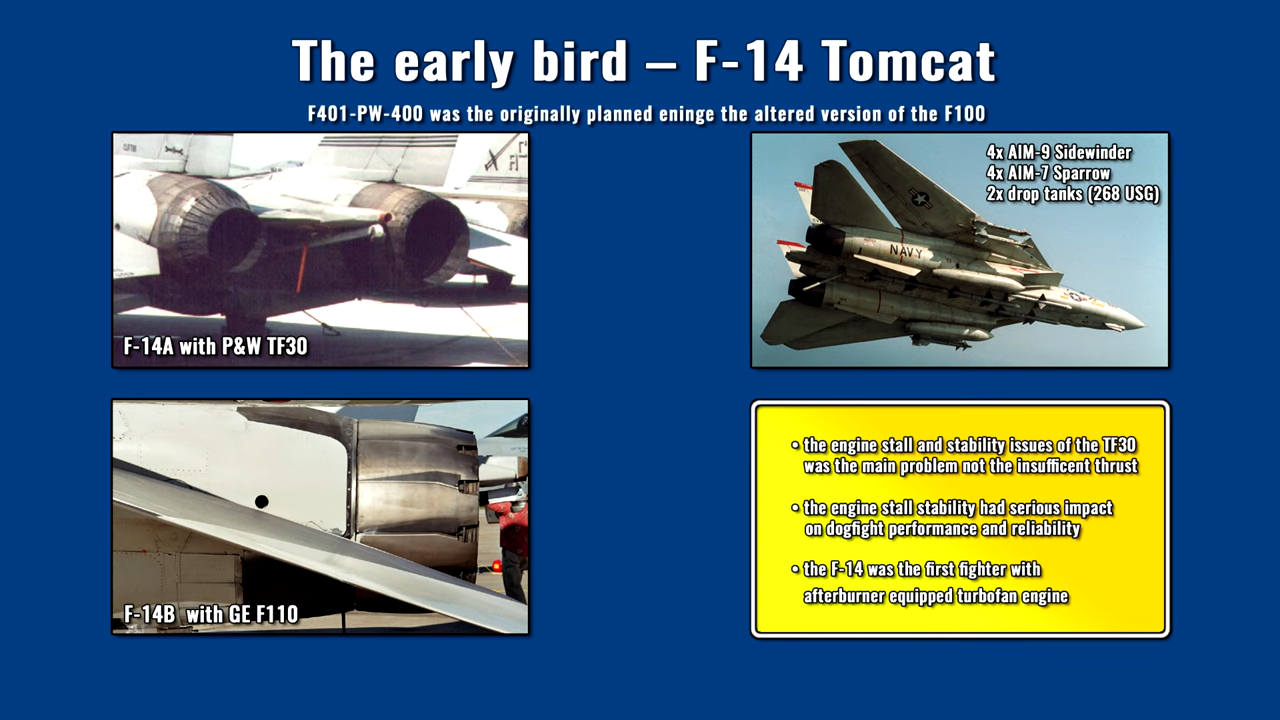 The early bird – F-14 Tomcat
F401-PW-400 was the originally planned eninge the altered version of the F100
F-14A with P&W TF30
4x AIM-9 Sidewinder
4x AIM-7 Sparrow
2x drop tanks (268 USG)
NAVY
F-14B with GE F110
• the engine stall and stability issues of the TF30
was the main problem not the insufficent thrust
• the engine stall stability had serious impact
on dogfight performance and reliability
• the F-14 was the first fighter with
afterburner equipped turbofan engine